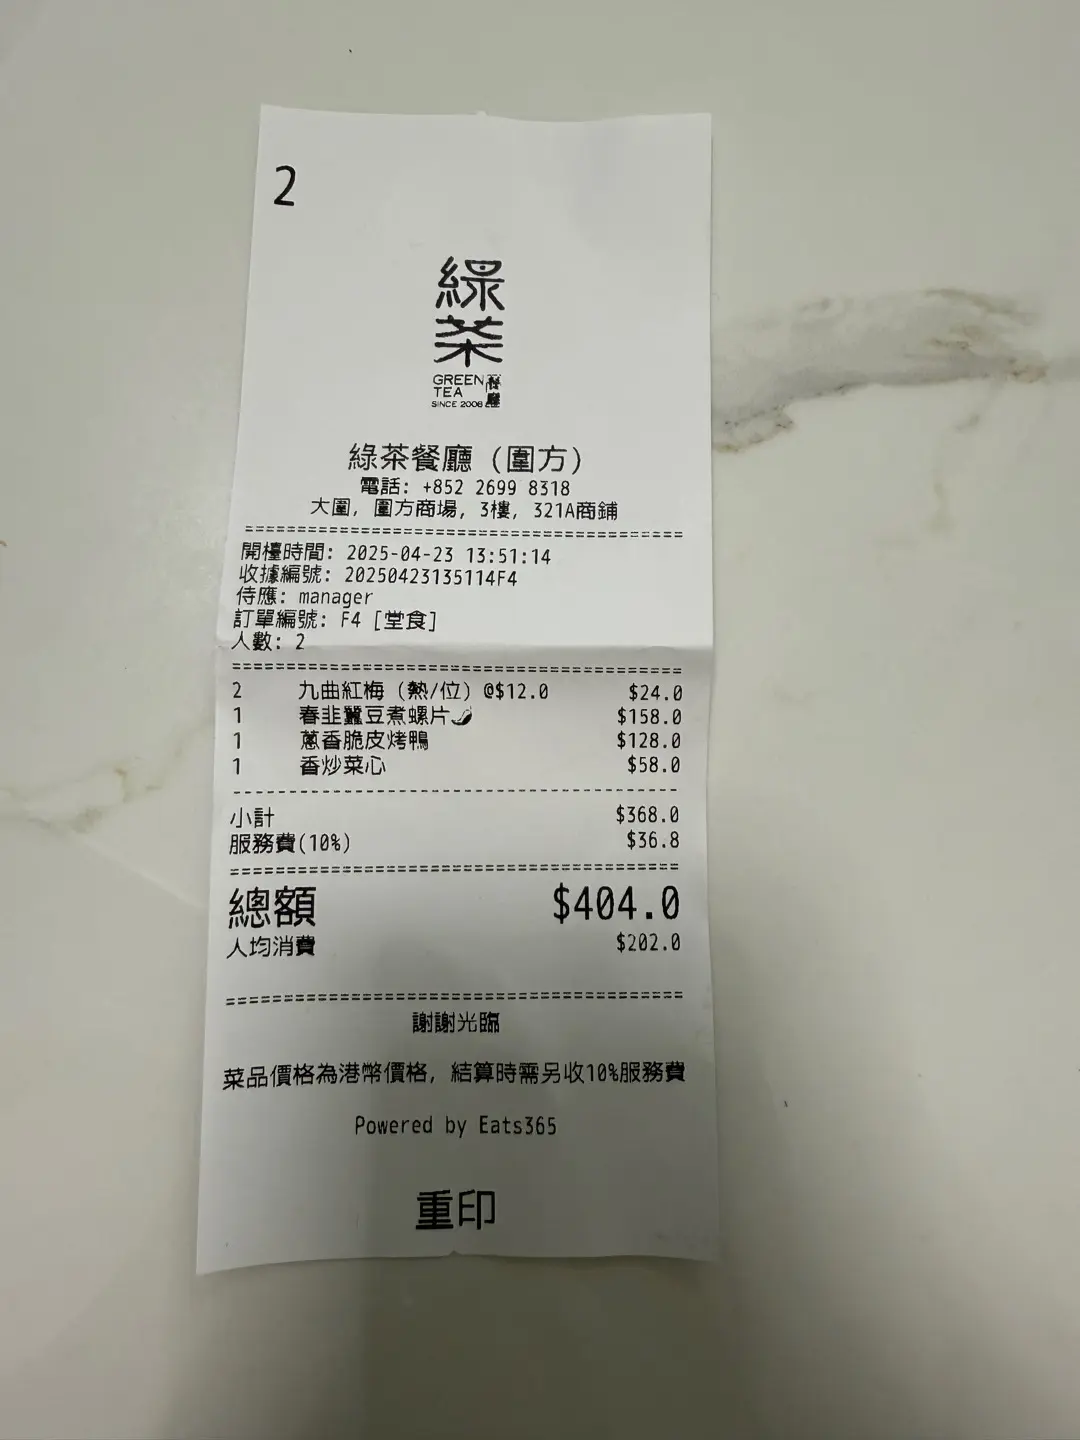 2
綠茶
GREEN TEA 餐廳
SINCE 2008
綠茶餐廳 (圍方)
電話: +852 2699 8318
大圍, 圍方商場, 3樓, 321A商鋪
開檯時間: 2025-04-23 13:51:14
收據編號: 20250423135114F4
侍應: manager
訂單編號: F4 [堂食]
人數: 2
2 九曲紅梅 (熱/位) @$12.0 $24.0
1 春韭蠶豆煮螺片🌶 $158.0
1 蔥香脆皮烤鴨 $128.0
1 香炒菜心 $58.0
小計 $368.0
服務費(10%) $36.8
總額 $404.0
人均消費 $202.0
謝謝光臨
菜品價格為港幣價格, 結算時需另收10%服務費
Powered by Eats365
重印